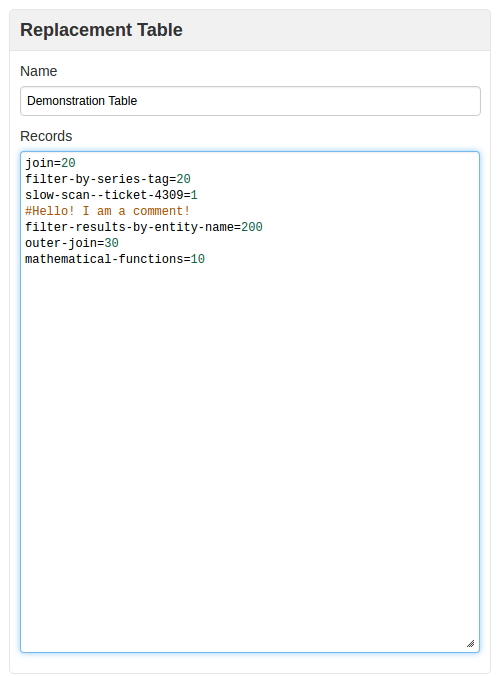 Replacement Table
Name
Demonstration Table
Records
join=20
filter-by-series-tag=20
slow-scan--ticket-4309=1
#Hello! I am a comment!
filter-results-by-entity-name=200
outer-join=30
mathematical-functions=10